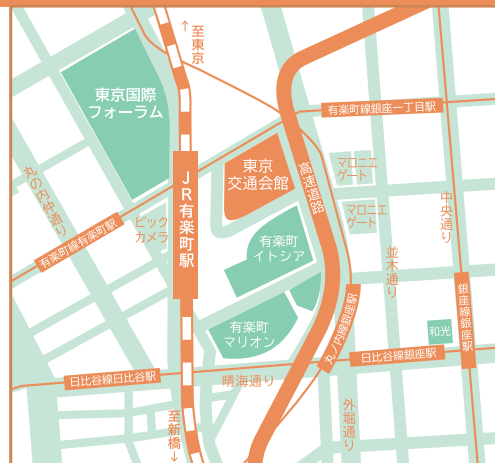 ↑至東京
東京国際
フォーラム
有楽町線銀座一丁目駅
丸の内仲通り
JR有楽町駅
東京
交通会館
高速道路
マロニエ
ゲート
ビック
カメラ
有楽町線有楽町駅
マロニエ
ゲート
中央通り
有楽町
イトシア
並木通り
銀座線銀座駅
有楽町
マリオン
丸ノ内線銀座駅
和光
日比谷線銀座駅
日比谷線日比谷駅
晴海通り
外堀通り
至新橋↓